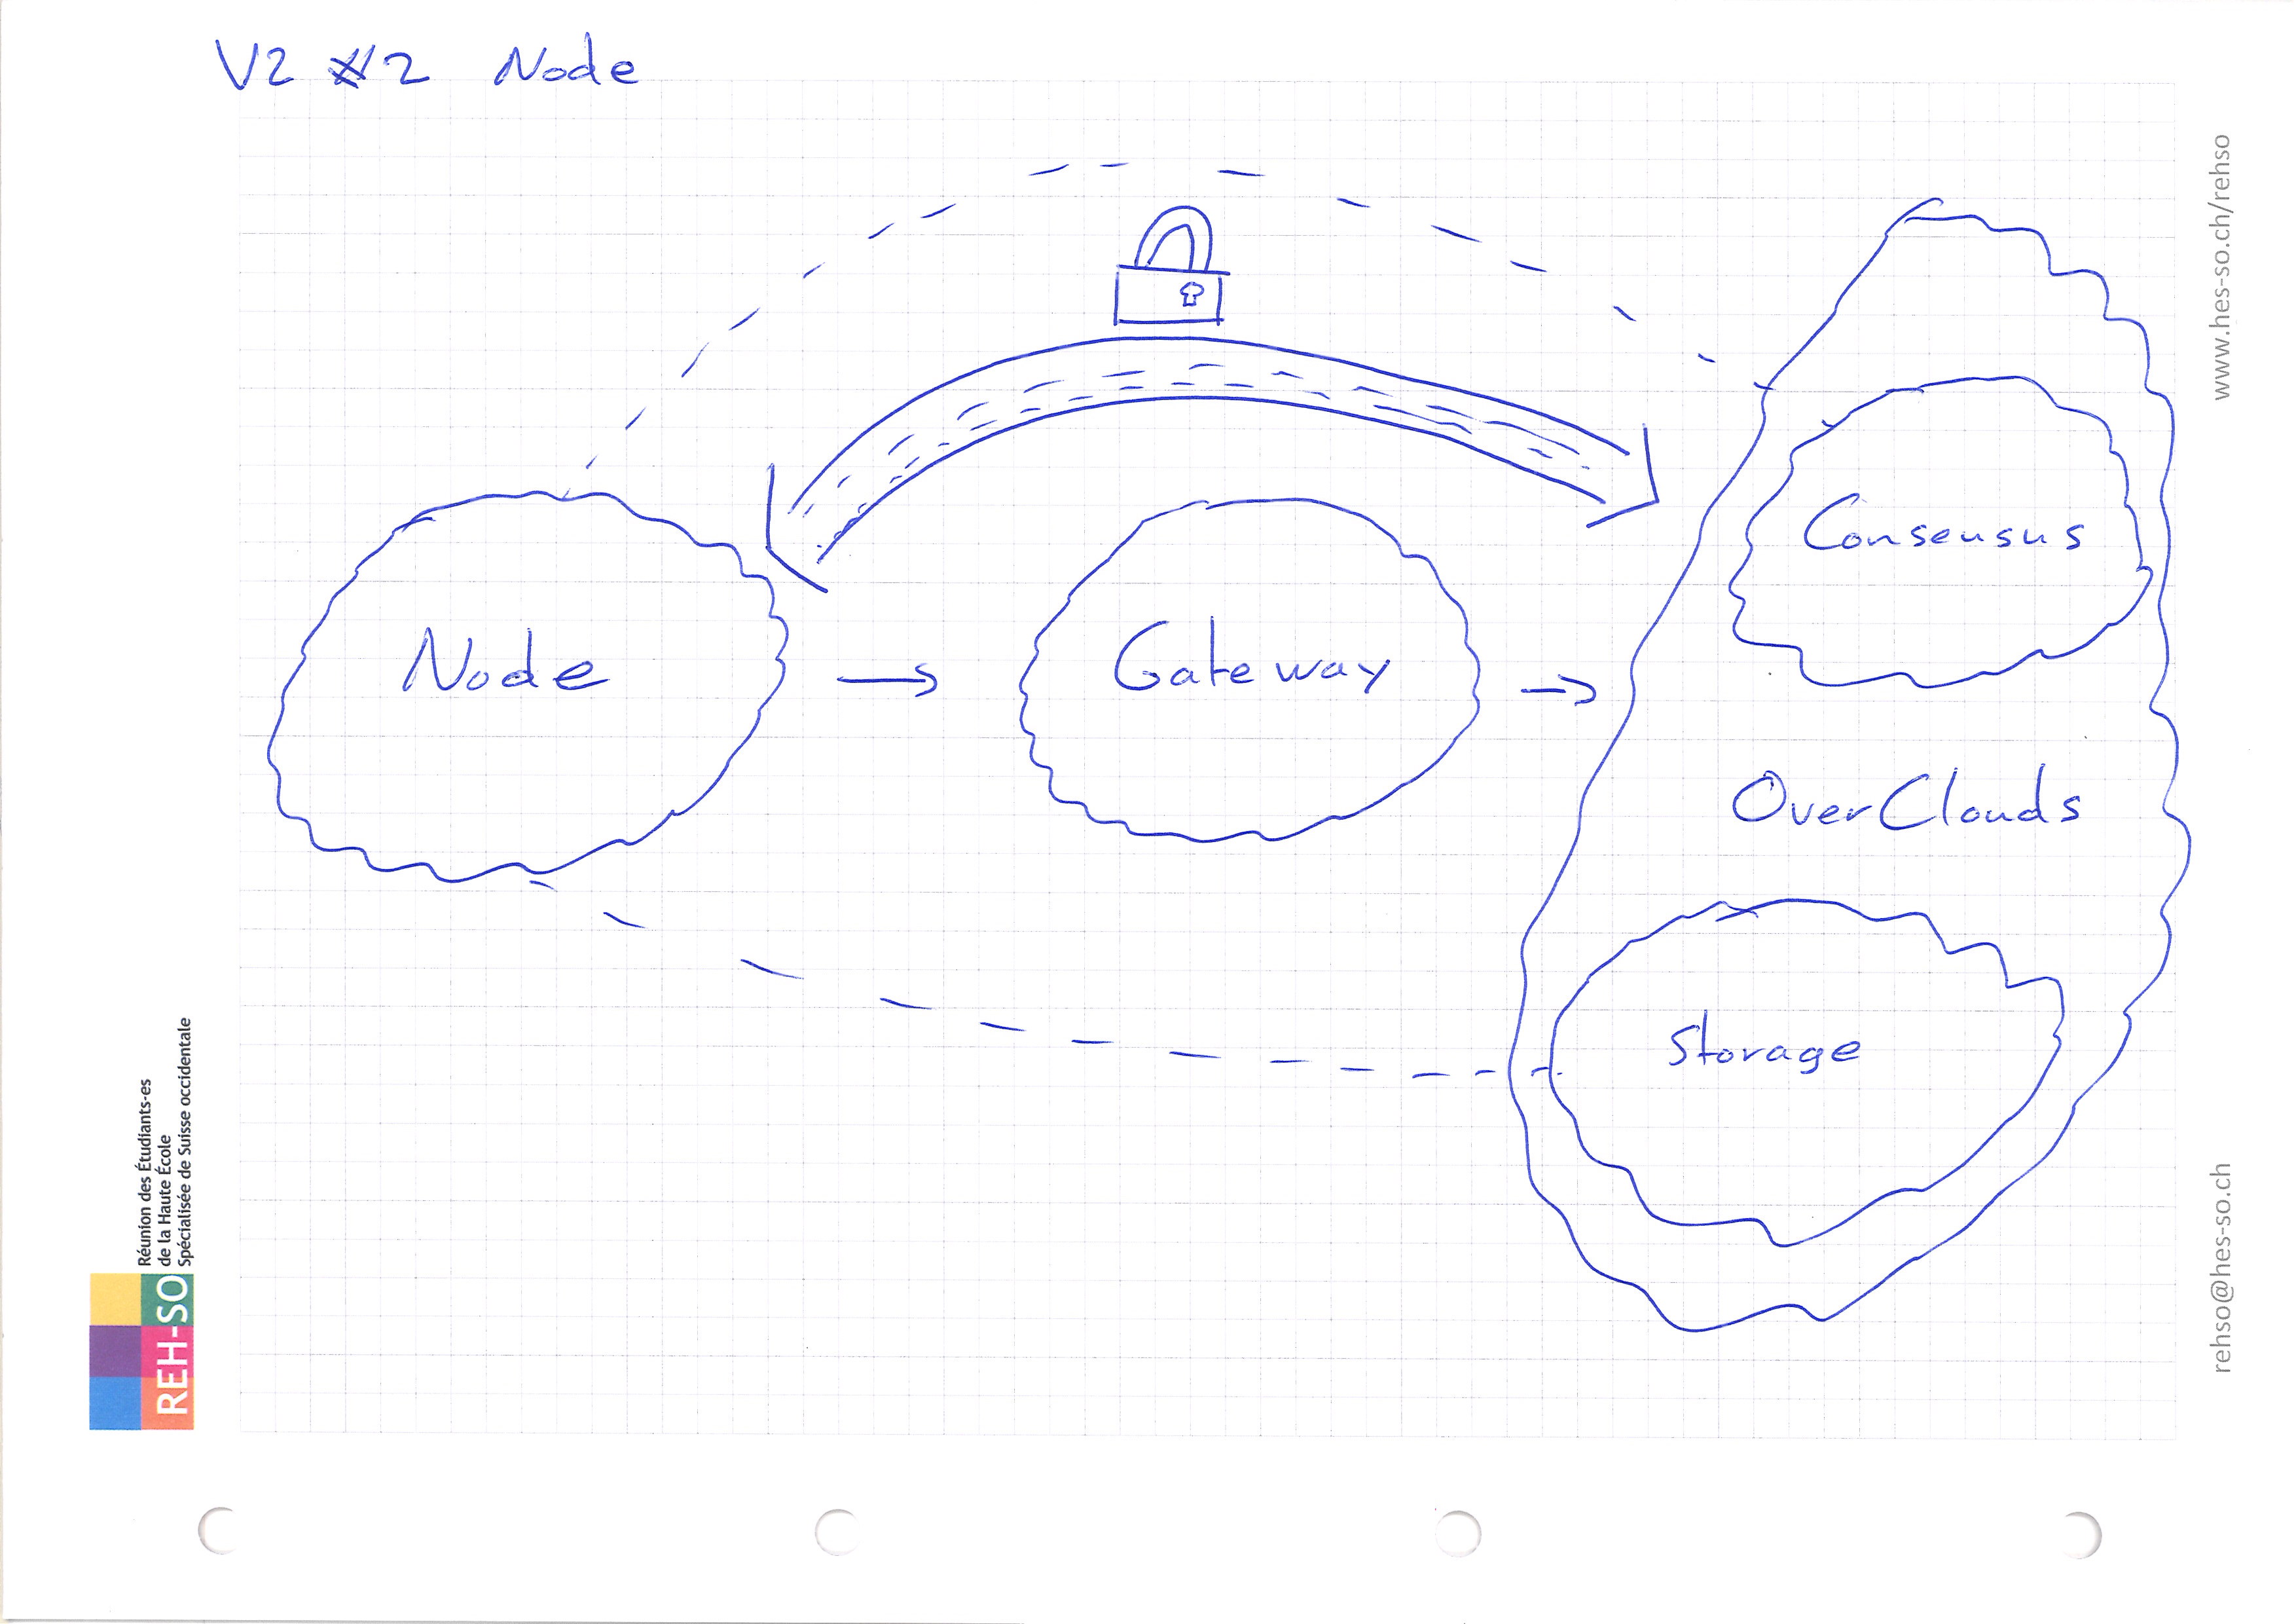 V2 #2 Node
Node
Gateway
Consensus
OverClouds
Storage
Réunion des Étudiants-es
de la Haute École
Spécialisée de Suisse occidentale
REH-SO
www.hes-so.ch/rehso
rehso@hes-so.ch